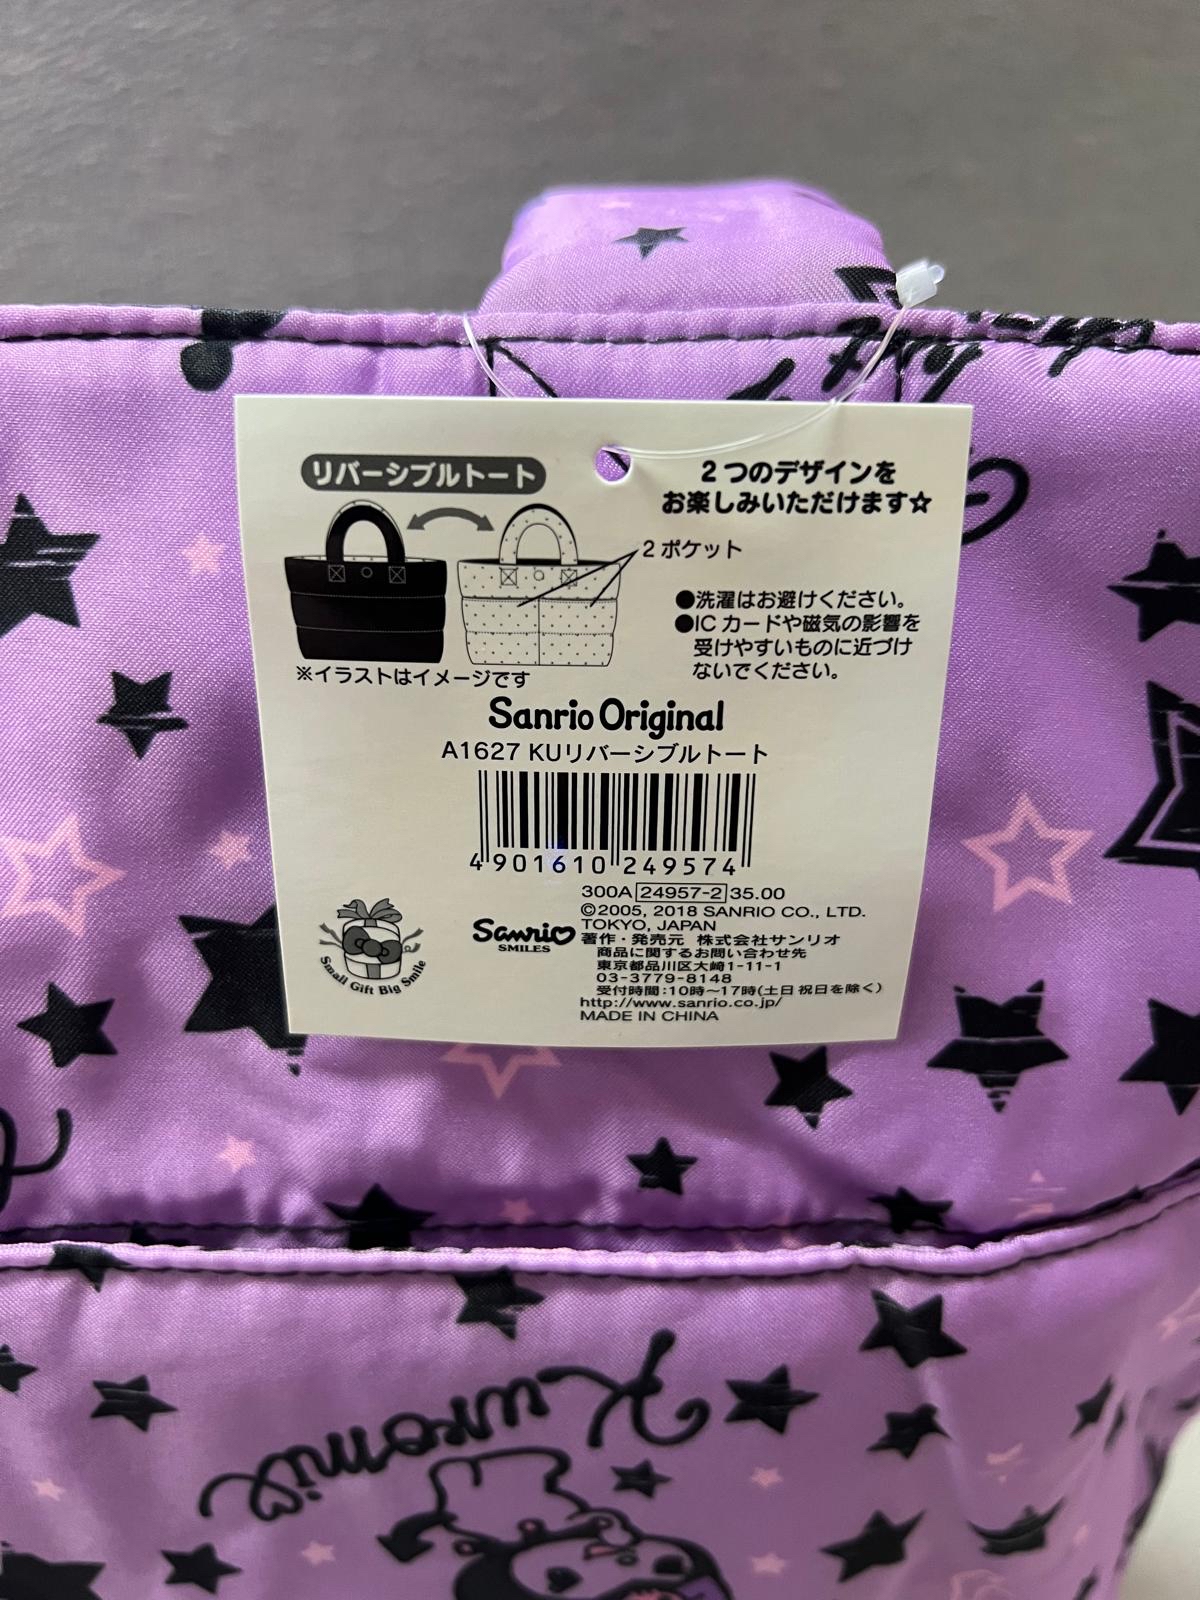 リバーシブルトート
2つのデザインを
お楽しみいただけます☆
2ポケット
●洗濯はお避けください。
●ICカードや磁気の影響を
受けやすいものに近づけ
ないでください。
※イラストはイメージです
Sanrio Original
A1627 KUリバーシブルトート
4 901610 249574
300A 24957-2 35.00
©2005, 2018 SANRIO CO., LTD.
TOKYO, JAPAN
著作・発売元 株式会社サンリオ
商品に関するお問い合わせ先
東京都品川区大崎1-11-1
03-3779-8148
受付時間:10時〜17時(土日祝日を除く)
http://www.sanrio.co.jp/
MADE IN CHINA
Sanrio
SMILES
Small Gift Big Smile
Kuromi